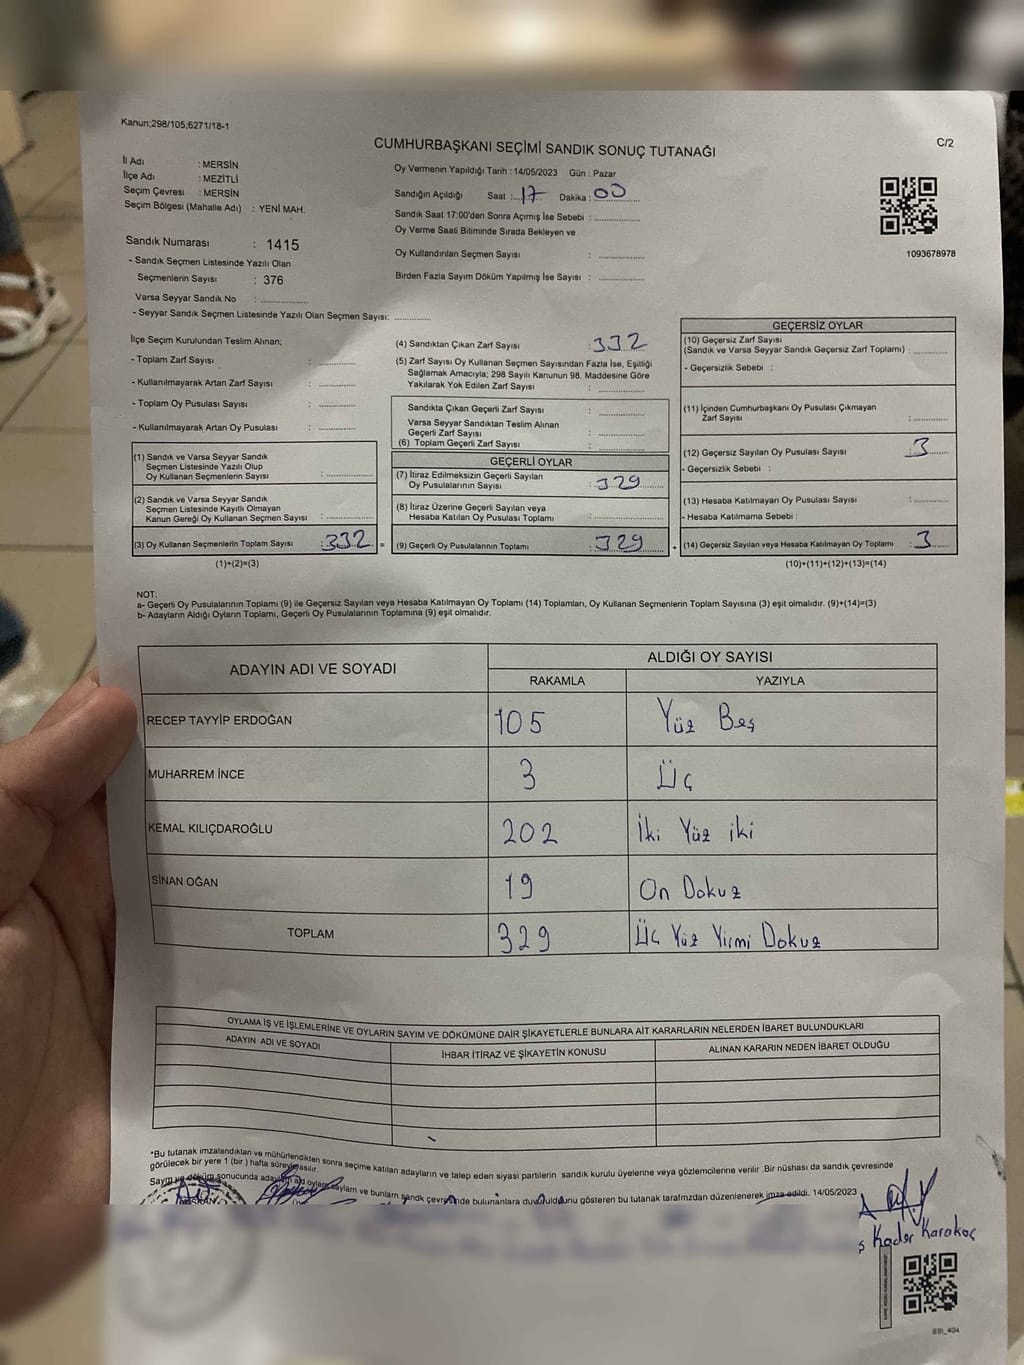 Kanun;298/105;6271/18-1
CUMHURBAŞKANI SEÇİMİ SANDIK SONUÇ TUTANAĞI
C/2
İl Adı : MERSİN
İlçe Adı : MEZİTLİ
Seçim Çevresi : MERSİN
Seçim Bölgesi (Mahalle Adı) : YENİ MAH.
Sandık Numarası : 1415
- Sandık Seçmen Listesinde Yazılı Olan
Seçmenlerin Sayısı : 376
Varsa Seyyar Sandık No :
- Seyyar Sandık Seçmen Listesinde Yazılı Olan Seçmen Sayısı:
Oy Vermenin Yapıldığı Tarih : 14/05/2023 Gün : Pazar
Sandığın Açıldığı Saat : 17 Dakika : 00
Sandık Saat 17:00'den Sonra Açımış İse Sebebi :
Oy Verme Saati Bitiminde Sırada Bekleyen ve
Oy Kullandırılan Seçmen Sayısı :
Birden Fazla Sayım Döküm Yapılmış İse Sayısı :
1093678978
İlçe Seçim Kurulundan Teslim Alınan;
- Toplam Zarf Sayısı :
- Kullanılmayarak Artan Zarf Sayısı :
- Toplam Oy Pusulası Sayısı :
- Kullanılmayarak Artan Oy Pusulası :
(1) Sandık ve Varsa Seyyar Sandık
Seçmen Listesinde Yazılı Olup
Oy Kullanan Seçmenlerin Sayısı :
(2) Sandık ve Varsa Seyyar Sandık
Seçmen Listesinde Kayıtlı Olmayan
Kanun Gereği Oy Kullanan Seçmen Sayısı :
(3) Oy Kullanan Seçmenlerin Toplam Sayısı : 332 =
(1)+(2)=(3)
(4) Sandıktan Çıkan Zarf Sayısı : 332
(5) Zarf Sayısı Oy Kullanan Seçmen Sayısından Fazla İse, Eşitliği
Sağlamak Amacıyla; 298 Sayılı Kanunun 98. Maddesine Göre
Yakılarak Yok Edilen Zarf Sayısı :
Sandıkta Çıkan Geçerli Zarf Sayısı :
Varsa Seyyar Sandıktan Teslim Alınan
Geçerli Zarf Sayısı :
(6) Toplam Geçerli Zarf Sayısı :
GEÇERLİ OYLAR
(7) İtiraz Edilmeksizin Geçerli Sayılan
Oy Pusulalarının Sayısı : 329
(8) İtiraz Üzerine Geçerli Sayılan veya
Hesaba Katılan Oy Pusulası Toplamı :
(9) Geçerli Oy Pusulalarının Toplamı : 329 +
GEÇERSİZ OYLAR
(10) Geçersiz Zarf Sayısı
(Sandık ve Varsa Seyyar Sandık Geçersiz Zarf Toplamı) :
- Geçersizlik Sebebi :
(11) İçinden Cumhurbaşkanı Oy Pusulası Çıkmayan
Zarf Sayısı :
(12) Geçersiz Sayılan Oy Pusulası Sayısı : 3
- Geçersizlik Sebebi :
(13) Hesaba Katılmayan Oy Pusulası Sayısı :
- Hesaba Katılmama Sebebi :
(14) Geçersiz Sayılan veya Hesaba Katılmayan Oy Toplamı : 3
(10)+(11)+(12)+(13)=(14)
NOT:
a- Geçerli Oy Pusulalarının Toplamı (9) ile Geçersiz Sayılan veya Hesaba Katılmayan Oy Toplamı (14) Toplamları, Oy Kullanan Seçmenlerin Toplam Sayısına (3) eşit olmalıdır. (9)+(14)=(3)
b- Adayların Aldığı Oyların Toplamı, Geçerli Oy Pusulalarının Toplamına (9) eşit olmalıdır.
ADAYIN ADI VE SOYADI ALDIĞI OY SAYISI
RAKAMLA YAZIYLA
RECEP TAYYİP ERDOĞAN 105 Yüz Beş
MUHARREM İNCE 3 Üç
KEMAL KILIÇDAROĞLU 202 İki Yüz iki
SİNAN OĞAN 19 On Dokuz
TOPLAM 329 Üç Yüz Yirmi Dokuz
OYLAMA İŞ VE İŞLEMLERİNE VE OYLARIN SAYIM VE DÖKÜMÜNE DAİR ŞİKAYETLERLE BUNLARA AİT KARARLARIN NELERDEN İBARET BULUNDUKLARI
ADAYIN ADI VE SOYADI İHBAR İTİRAZ VE ŞİKAYETİN KONUSU ALINAN KARARIN NEDEN İBARET OLDUĞU
*Bu tutanak imzalandıktan ve mühürlendikten sonra seçime katılan adayların ve talep eden siyasi partilerin sandık kurulu üyelerine veya gözlemcilerine verilir .Bir nüshası da sandık çevresinde
görülecek bir yere 1 (bir ) hafta süreyle asılır.
Sayım ve döküm sonucunda bulunanlara duyurulduğunu gösteren bu tutanak tarafımızdan düzenlenerek imza edildi. 14/05/2023
BAŞKAN
Kader Karakoç
SSI_404